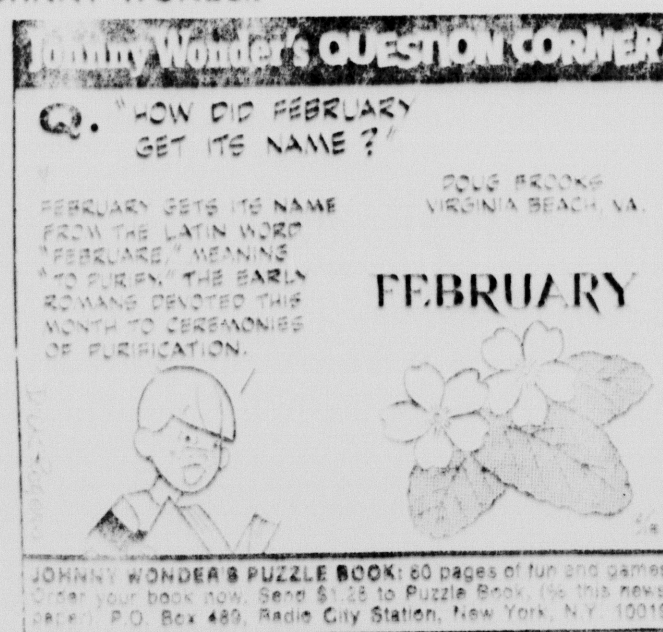 Johnny Wonder's QUESTION CORNER
Q. "HOW DID FEBRUARY
GET ITS NAME?"
DOUG BROOKS
VIRGINIA BEACH, VA.
FEBRUARY GETS ITS NAME
FROM THE LATIN WORD
"FEBRUARE," MEANING
"TO PURIFY." THE EARLY
ROMANS DEVOTED THIS
MONTH TO CEREMONIES
OF PURIFICATION.
FEBRUARY
JOHNNY WONDER'S PUZZLE BOOK: 80 pages of fun and games
Order your book now. Send $1.25 to Puzzle Book, (% this news-
paper) P.O. Box 489, Radio City Station, New York, N.Y. 10019